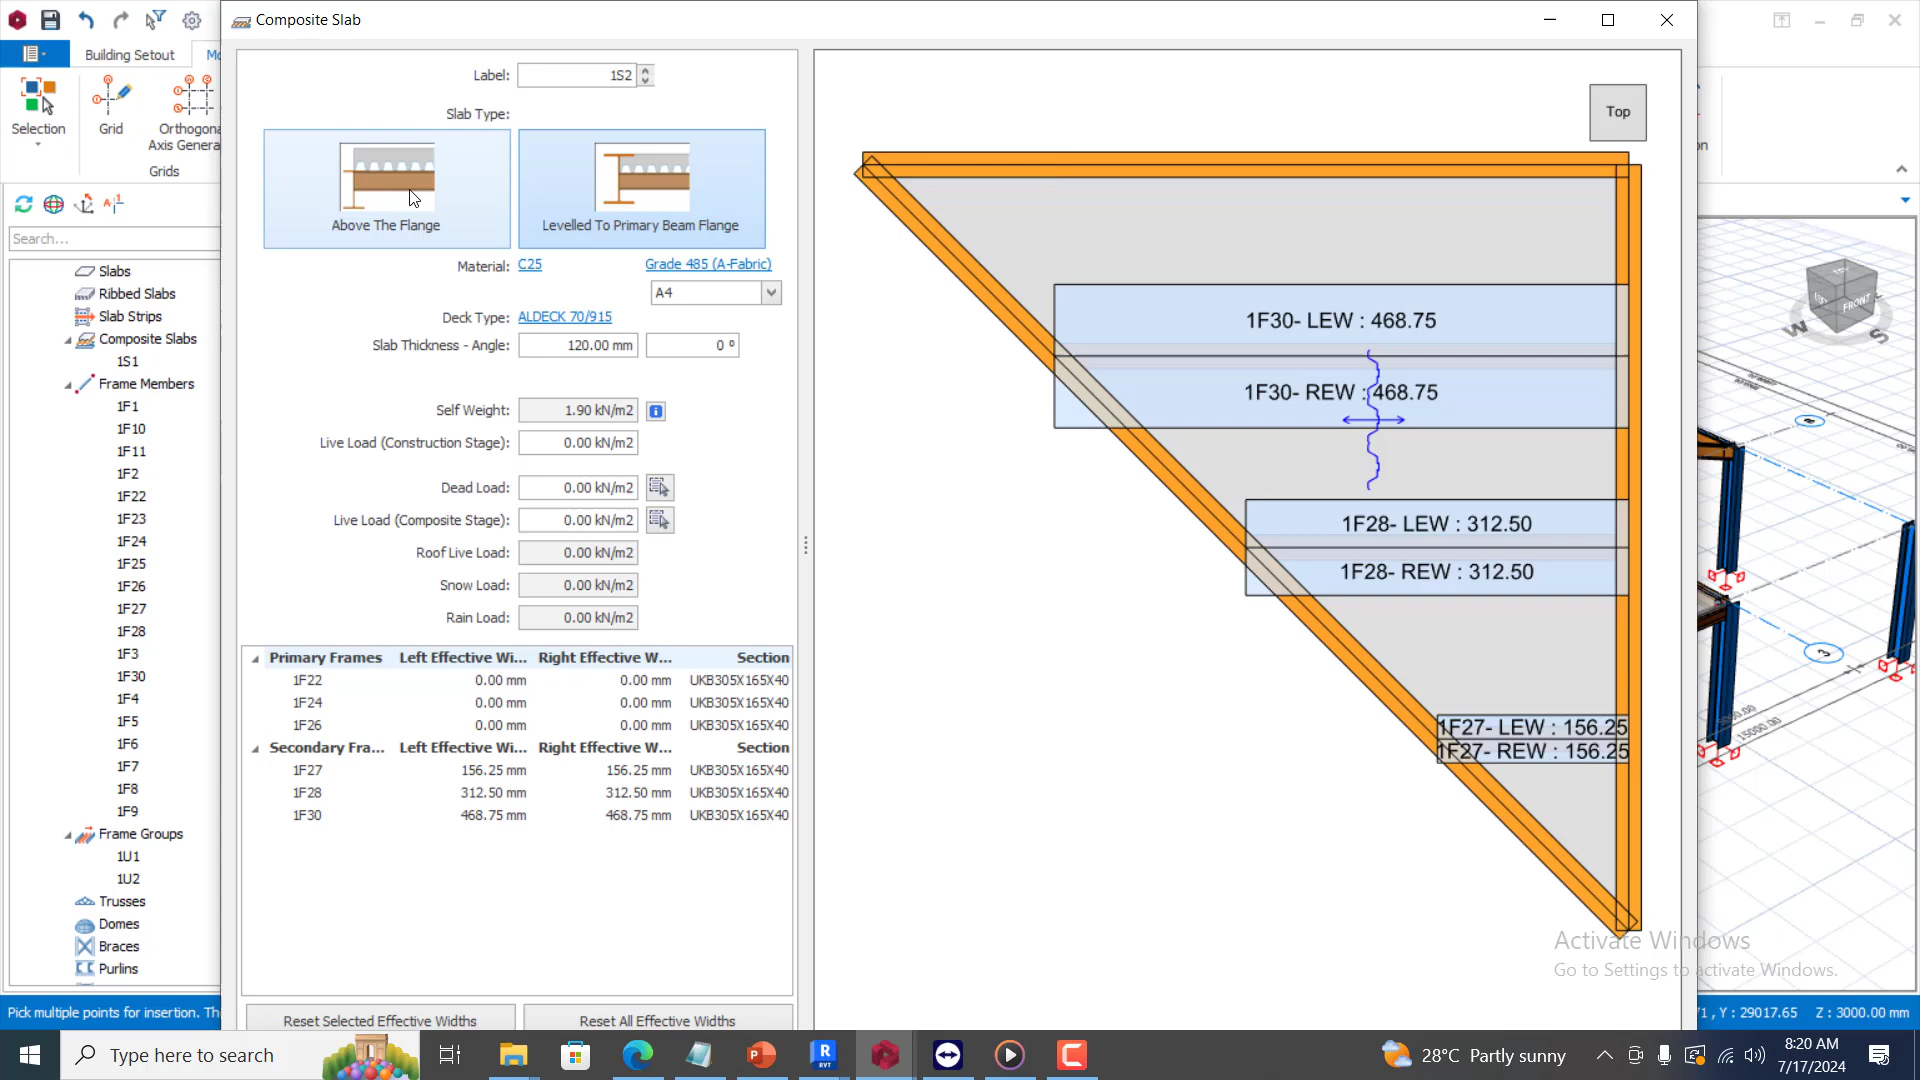 Composite Slab
Building Setout
Mo
Selection
Grid
Orthogona
Axis Genera
Grids
Search...
Slabs
Ribbed Slabs
Slab Strips
Composite Slabs
1S1
Frame Members
1F1
1F10
1F11
1F2
1F22
1F23
1F24
1F25
1F26
1F27
1F28
1F3
1F30
1F4
1F5
1F6
1F7
1F8
1F9
Frame Groups
1U1
1U2
Trusses
Domes
Braces
Purlins
Pick multiple points for insertion. Th
Label: 1S2
Slab Type:
Above The Flange
Levelled To Primary Beam Flange
Material: C25 Grade 485 (A-Fabric)
A4
Deck Type: ALDECK 70/915
Slab Thickness - Angle: 120.00 mm 0 °
Self Weight: 1.90 kN/m2
Live Load (Construction Stage): 0.00 kN/m2
Dead Load: 0.00 kN/m2
Live Load (Composite Stage): 0.00 kN/m2
Roof Live Load: 0.00 kN/m2
Snow Load: 0.00 kN/m2
Rain Load: 0.00 kN/m2
Primary Frames Left Effective Wi... Right Effective W... Section
1F22 0.00 mm 0.00 mm UKB305X165X40
1F24 0.00 mm 0.00 mm UKB305X165X40
1F26 0.00 mm 0.00 mm UKB305X165X40
Secondary Fra... Left Effective Wi... Right Effective W... Section
1F27 156.25 mm 156.25 mm UKB305X165X40
1F28 312.50 mm 312.50 mm UKB305X165X40
1F30 468.75 mm 468.75 mm UKB305X165X40
Reset Selected Effective Widths
Reset All Effective Widths
Top
1F30- LEW : 468.75
1F30- REW : 468.75
1F28- LEW : 312.50
1F28- REW : 312.50
1F27- LEW : 156.25
1F27- REW : 156.25
on
FRONT
W
S
3
15000.00
Activate Windows
Go to Settings to activate Windows.
/1 , Y : 29017.65 Z : 3000.00 mm
Type here to search
R
RVT
28°C Partly sunny
8:20 AM
7/17/2024